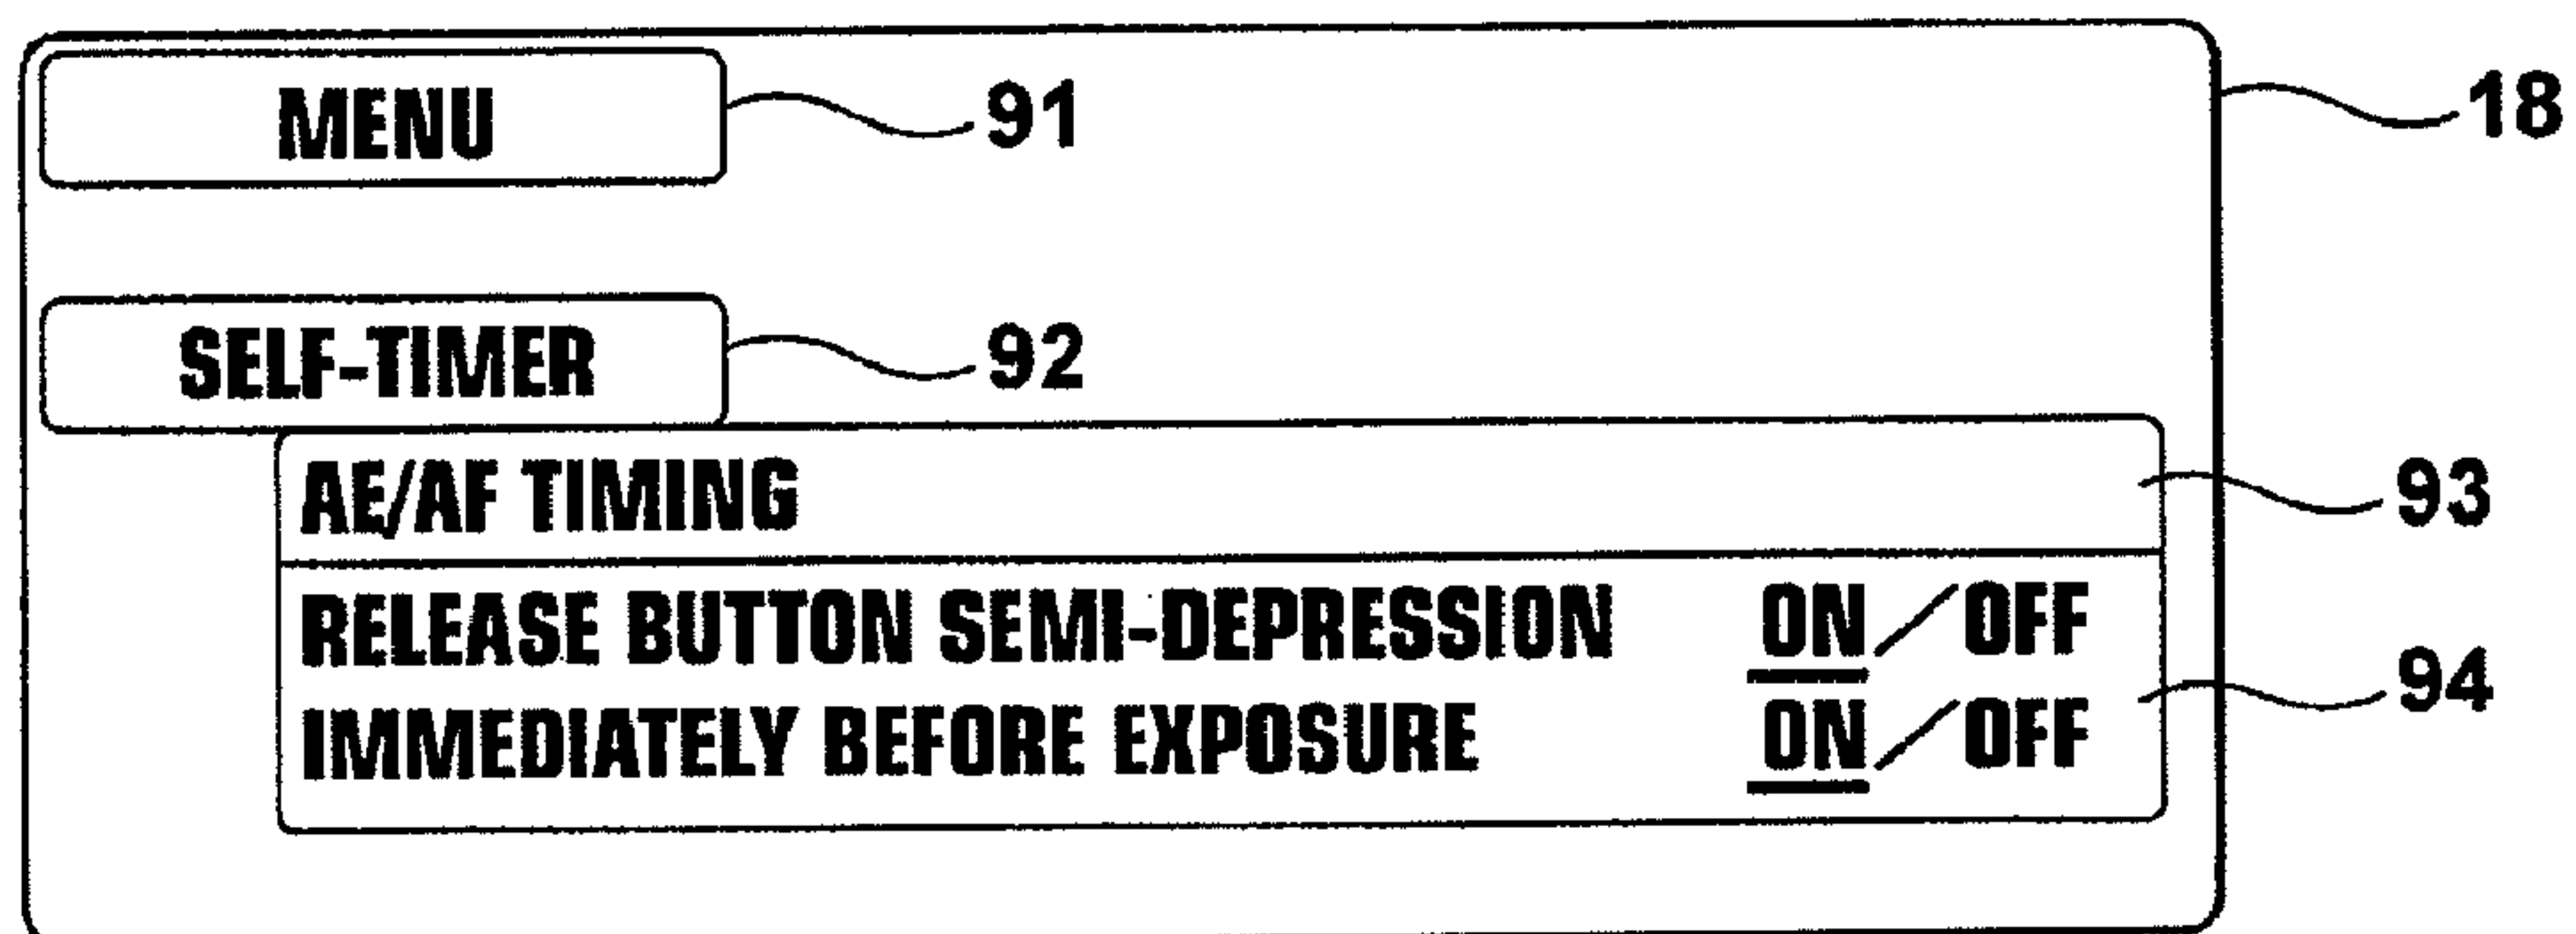 MENU 91 18
SELF-TIMER 92
AE/AF TIMING 93
RELEASE BUTTON SEMI-DEPRESSION ON/OFF
94
IMMEDIATELY BEFORE EXPOSURE ON/OFF